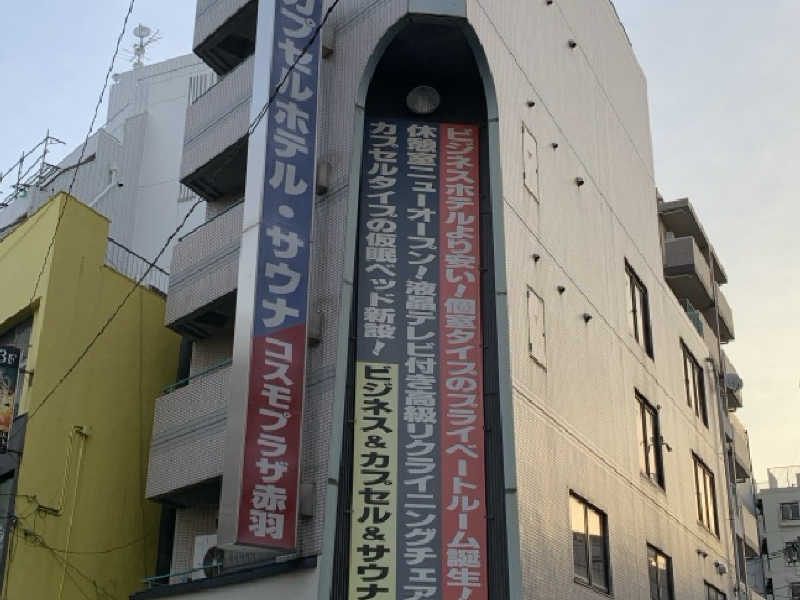 カプセルホテル・サウナ
コスモプラザ赤羽
ビジネスホテルより安い!個室タイプのプライベートルーム誕生!
休憩室ニューオープン!液晶テレビ付き高級リクライニングチェア
カプセルタイプの仮眠ベッド新設!
ビジネス&カプセル&サウナ